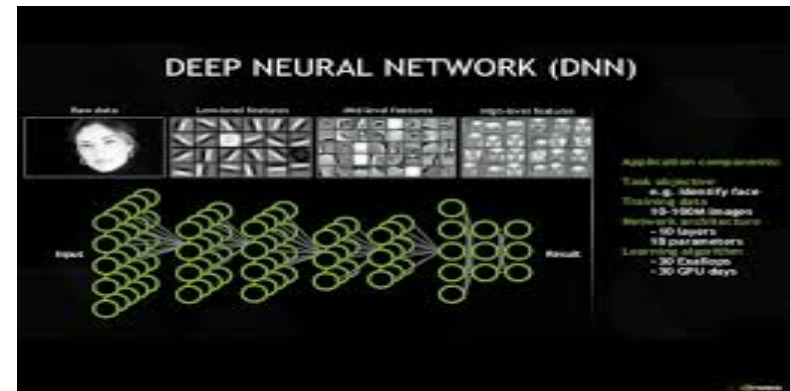 DEEP NEURAL NETWORK (DNN)
Raw data
Low-level features
Mid-level features
High-level features
Input
Result
Application components:
Task objective
e.g. Identify face
Training data
10-100M images
Network architecture
~10 layers
1B parameters
Learning algorithm
~30 Exaflops
~30 GPU days